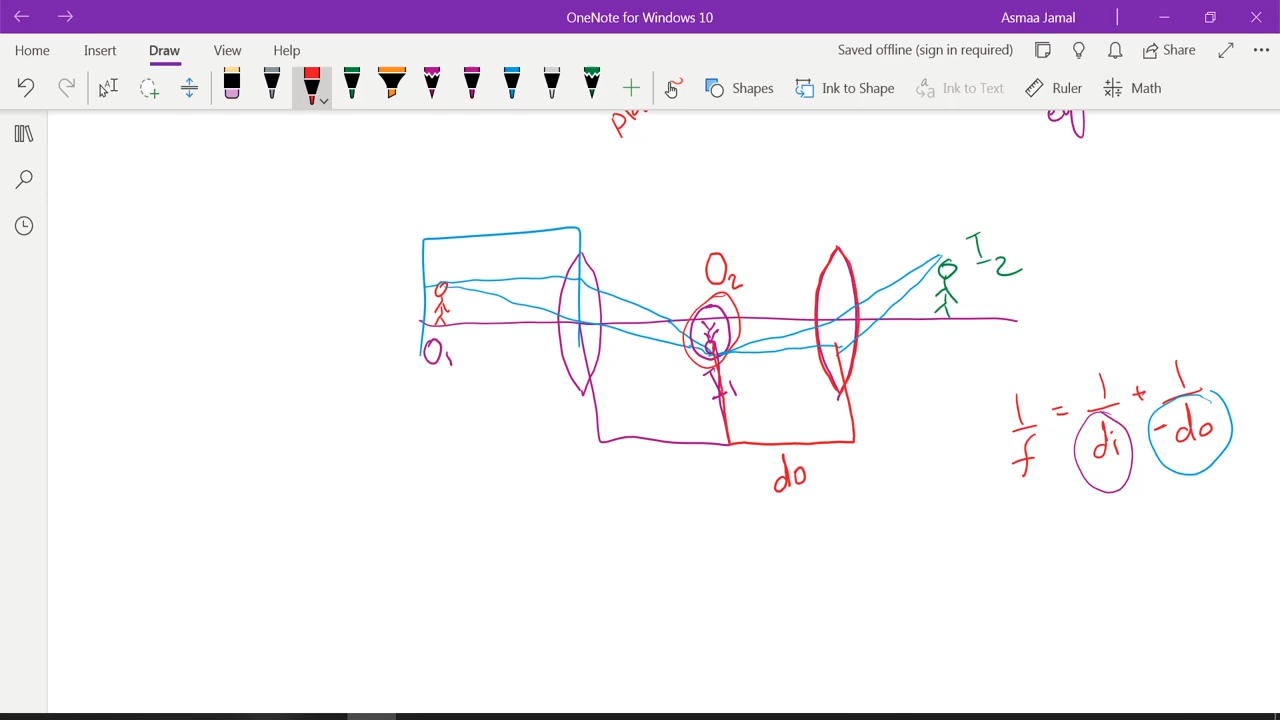 OneNote for Windows 10
Asmaa Jamal
Home Insert Draw View Help
Saved offline (sign in required)
Share
Shapes
Ink to Shape
Ink to Text
Ruler
Math
eq
O2
I2
O1
I1
do
1/f = 1/di + 1/-do